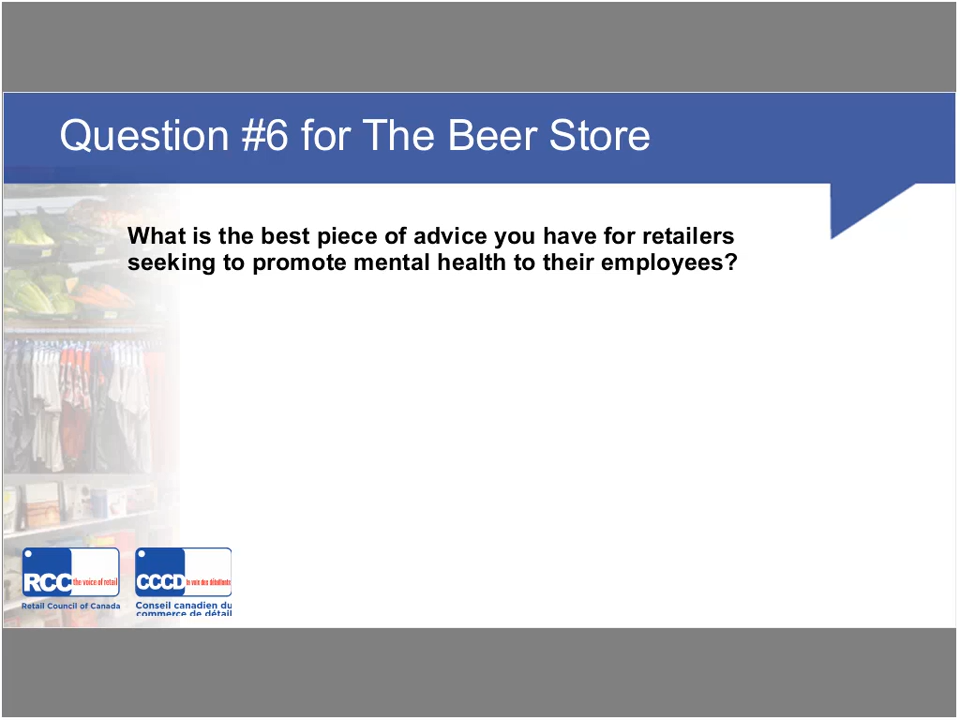 Question #6 for The Beer Store
What is the best piece of advice you have for retailers
seeking to promote mental health to their employees?
RCC the voice of retail
Retail Council of Canada
CCCD la voix des détaillants
Conseil canadien du
commerce de détail